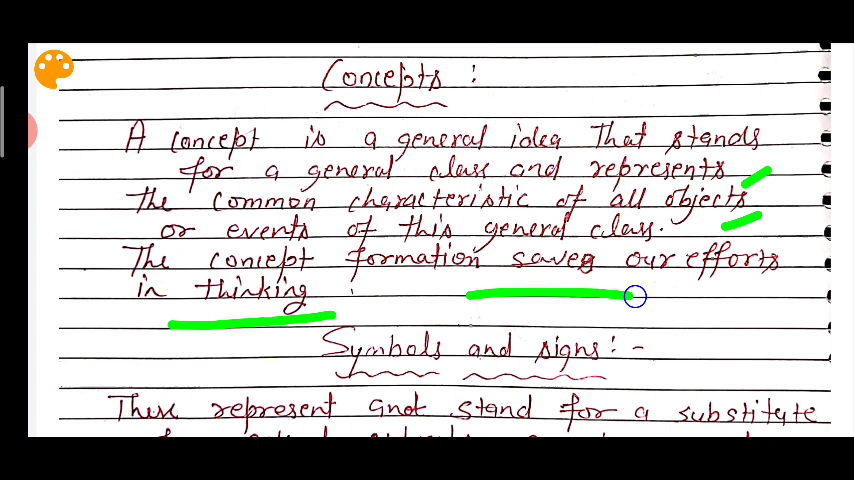 Concepts :
A concept is a general idea that stands
for a general class and represents
the common characteristic of all objects
or events of this general class.
The concept formation saves our efforts
in thinking
Symbols and signs : -
These represent and stand for a substitute